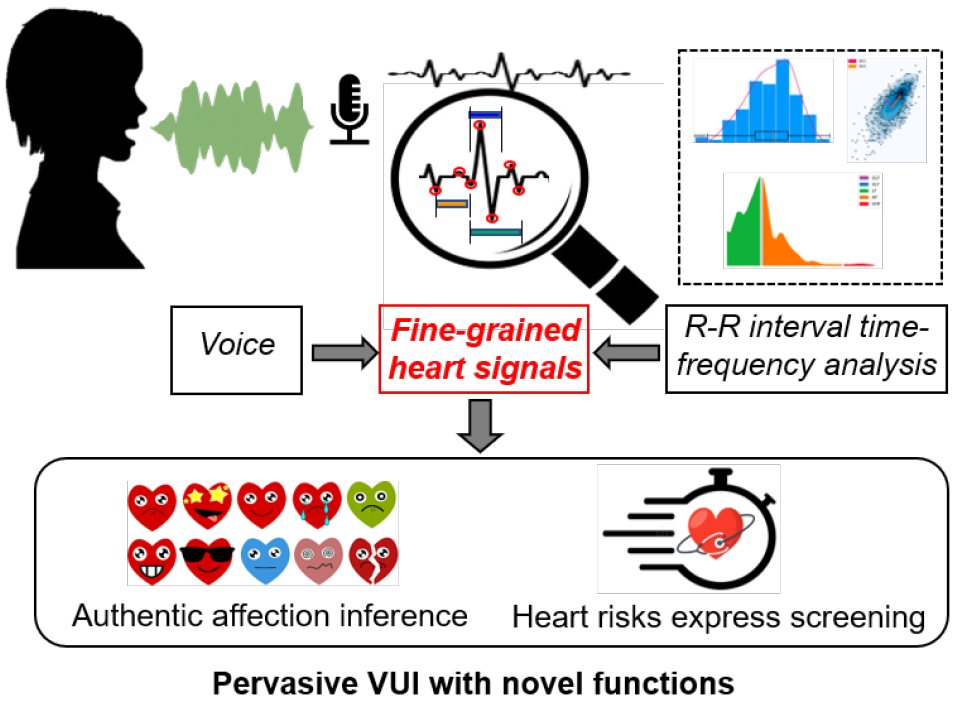 Voice
Fine-grained
heart signals
R-R interval time-
frequency analysis
Authentic affection inference
Heart risks express screening
Pervasive VUI with novel functions